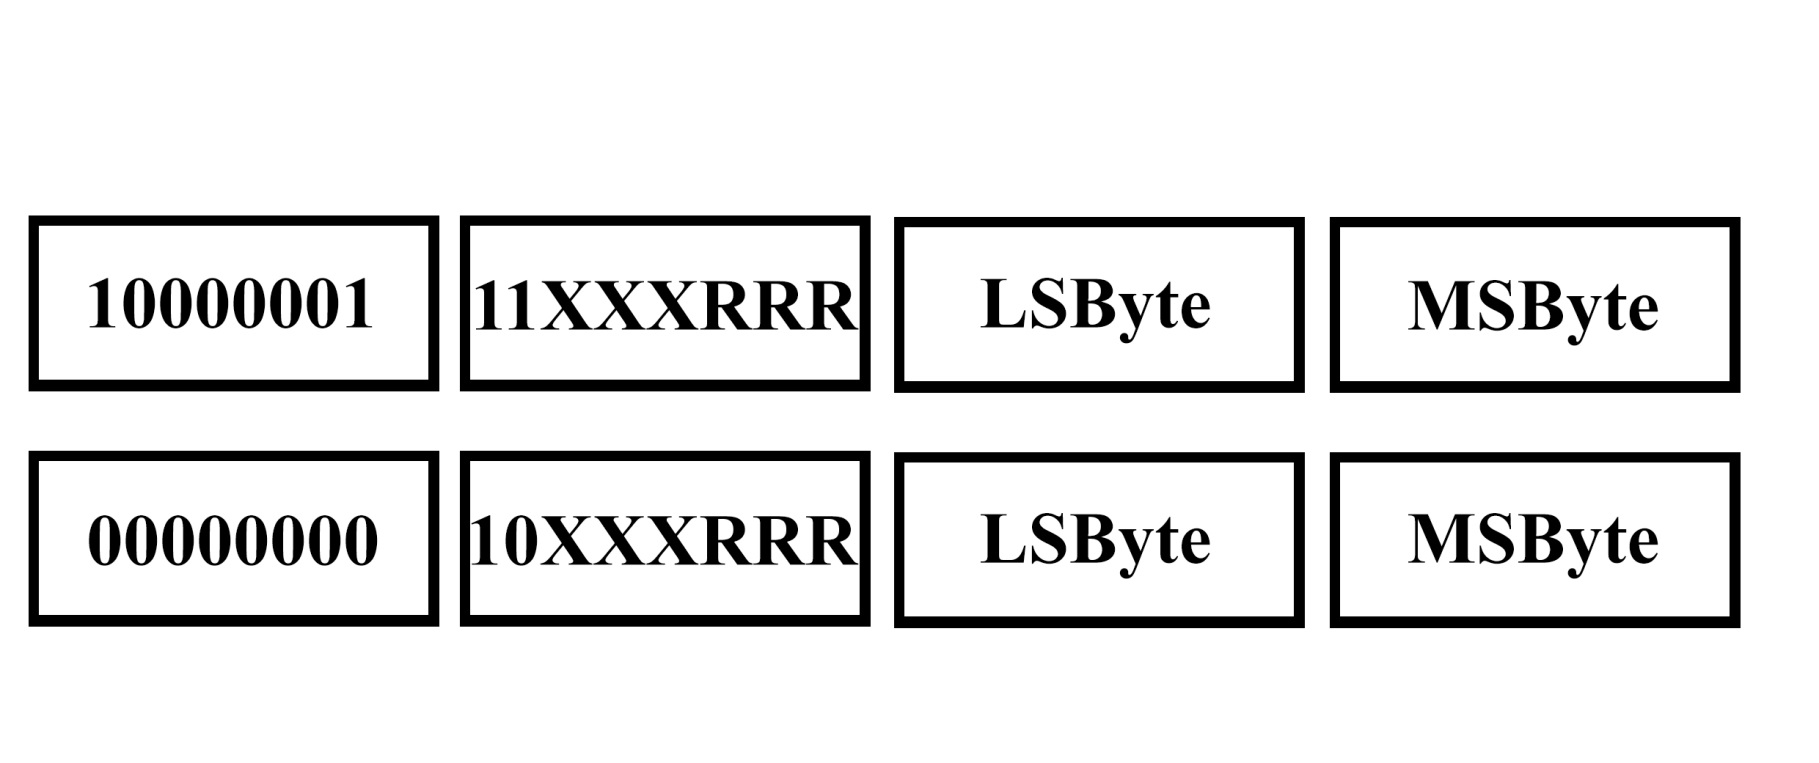 10000001 11XXXRRR LSByte MSByte
00000000 10XXXRRR LSByte MSByte